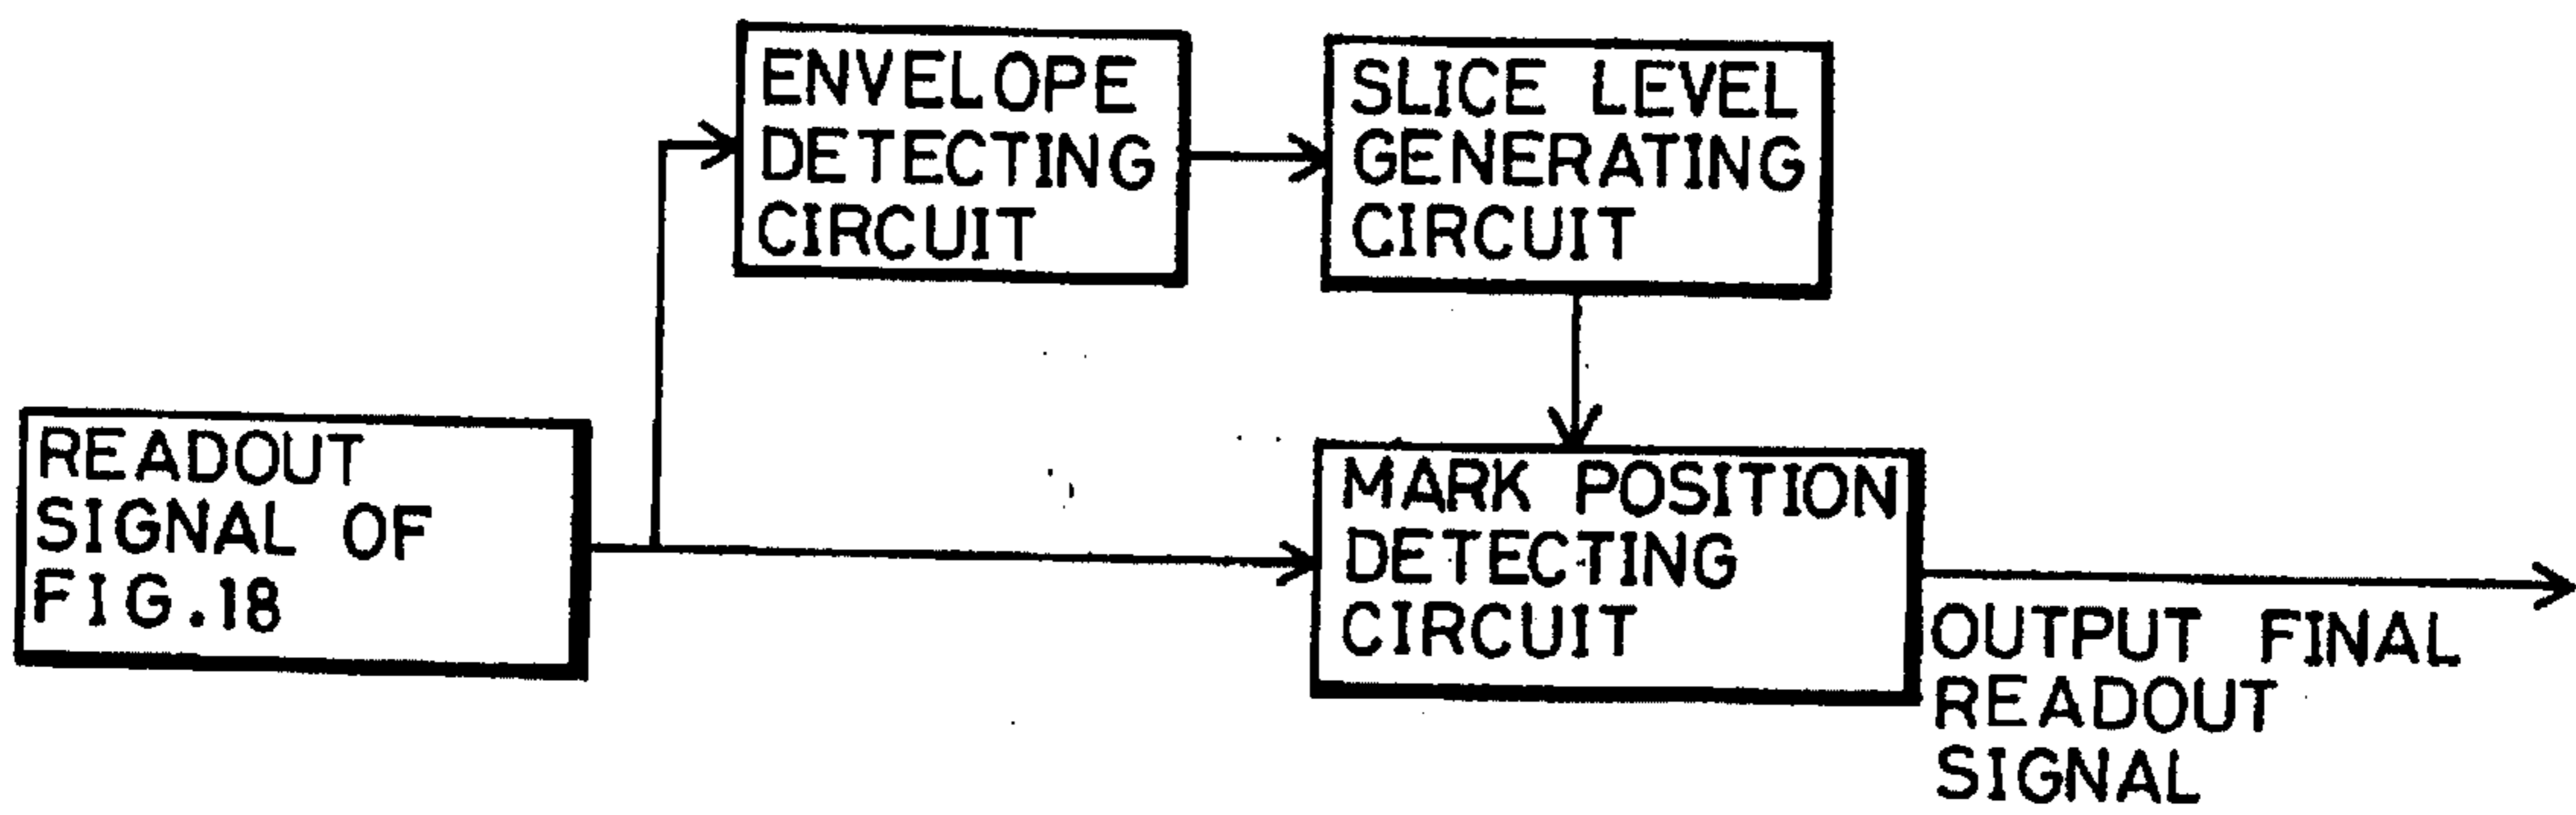 ENVELOPE
DETECTING
CIRCUIT
SLICE LEVEL
GENERATING
CIRCUIT
READOUT
SIGNAL OF
FIG.18
MARK POSITION
DETECTING
CIRCUIT
OUTPUT FINAL
READOUT
SIGNAL